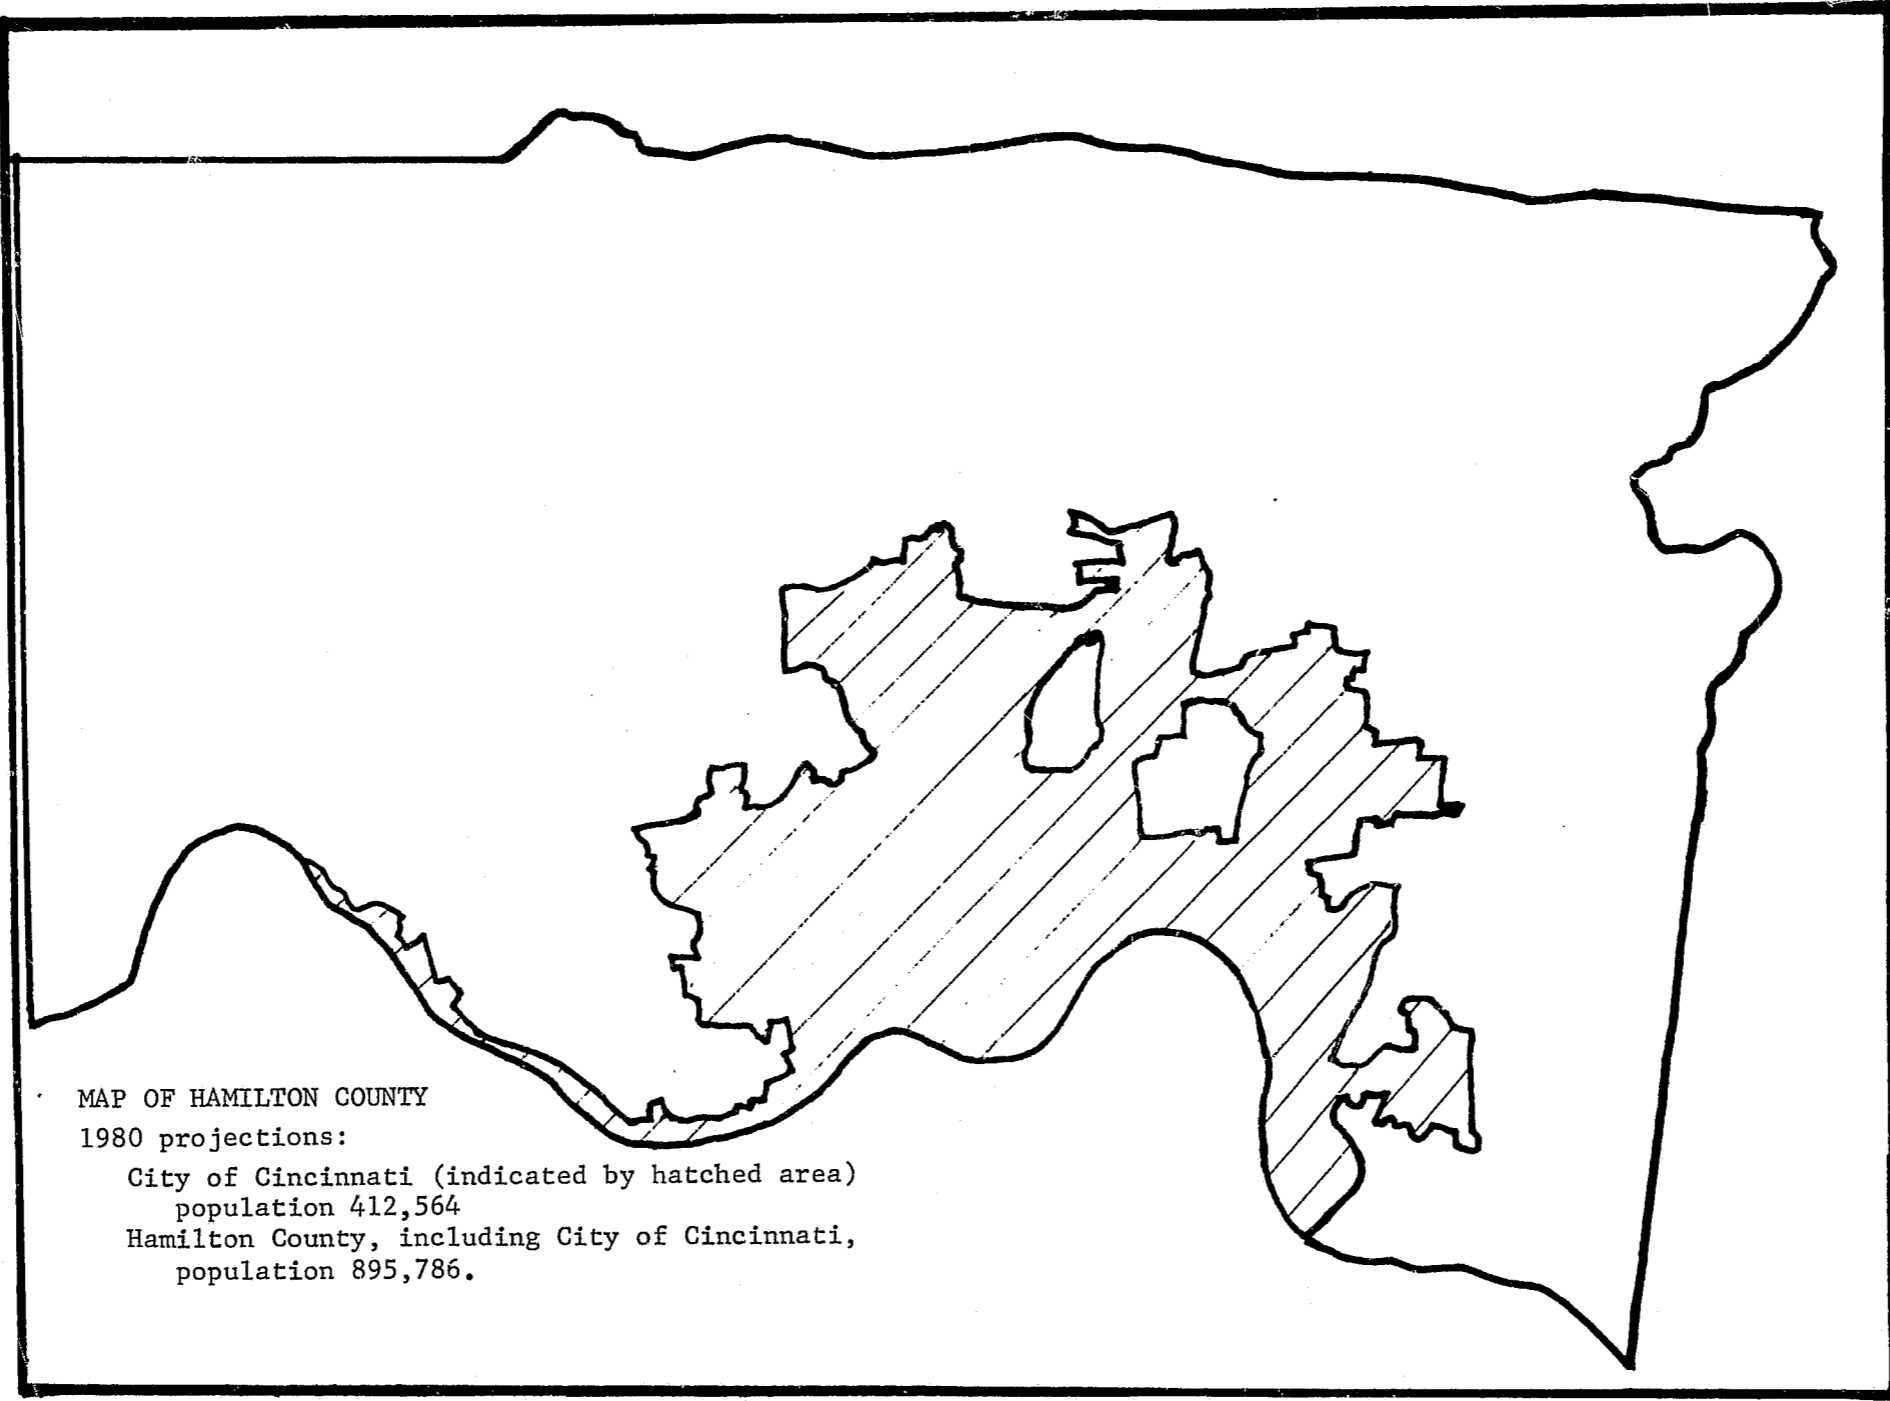 MAP OF HAMILTON COUNTY
1980 projections:
City of Cincinnati (indicated by hatched area)
population 412,564
Hamilton County, including City of Cincinnati,
population 895,786.